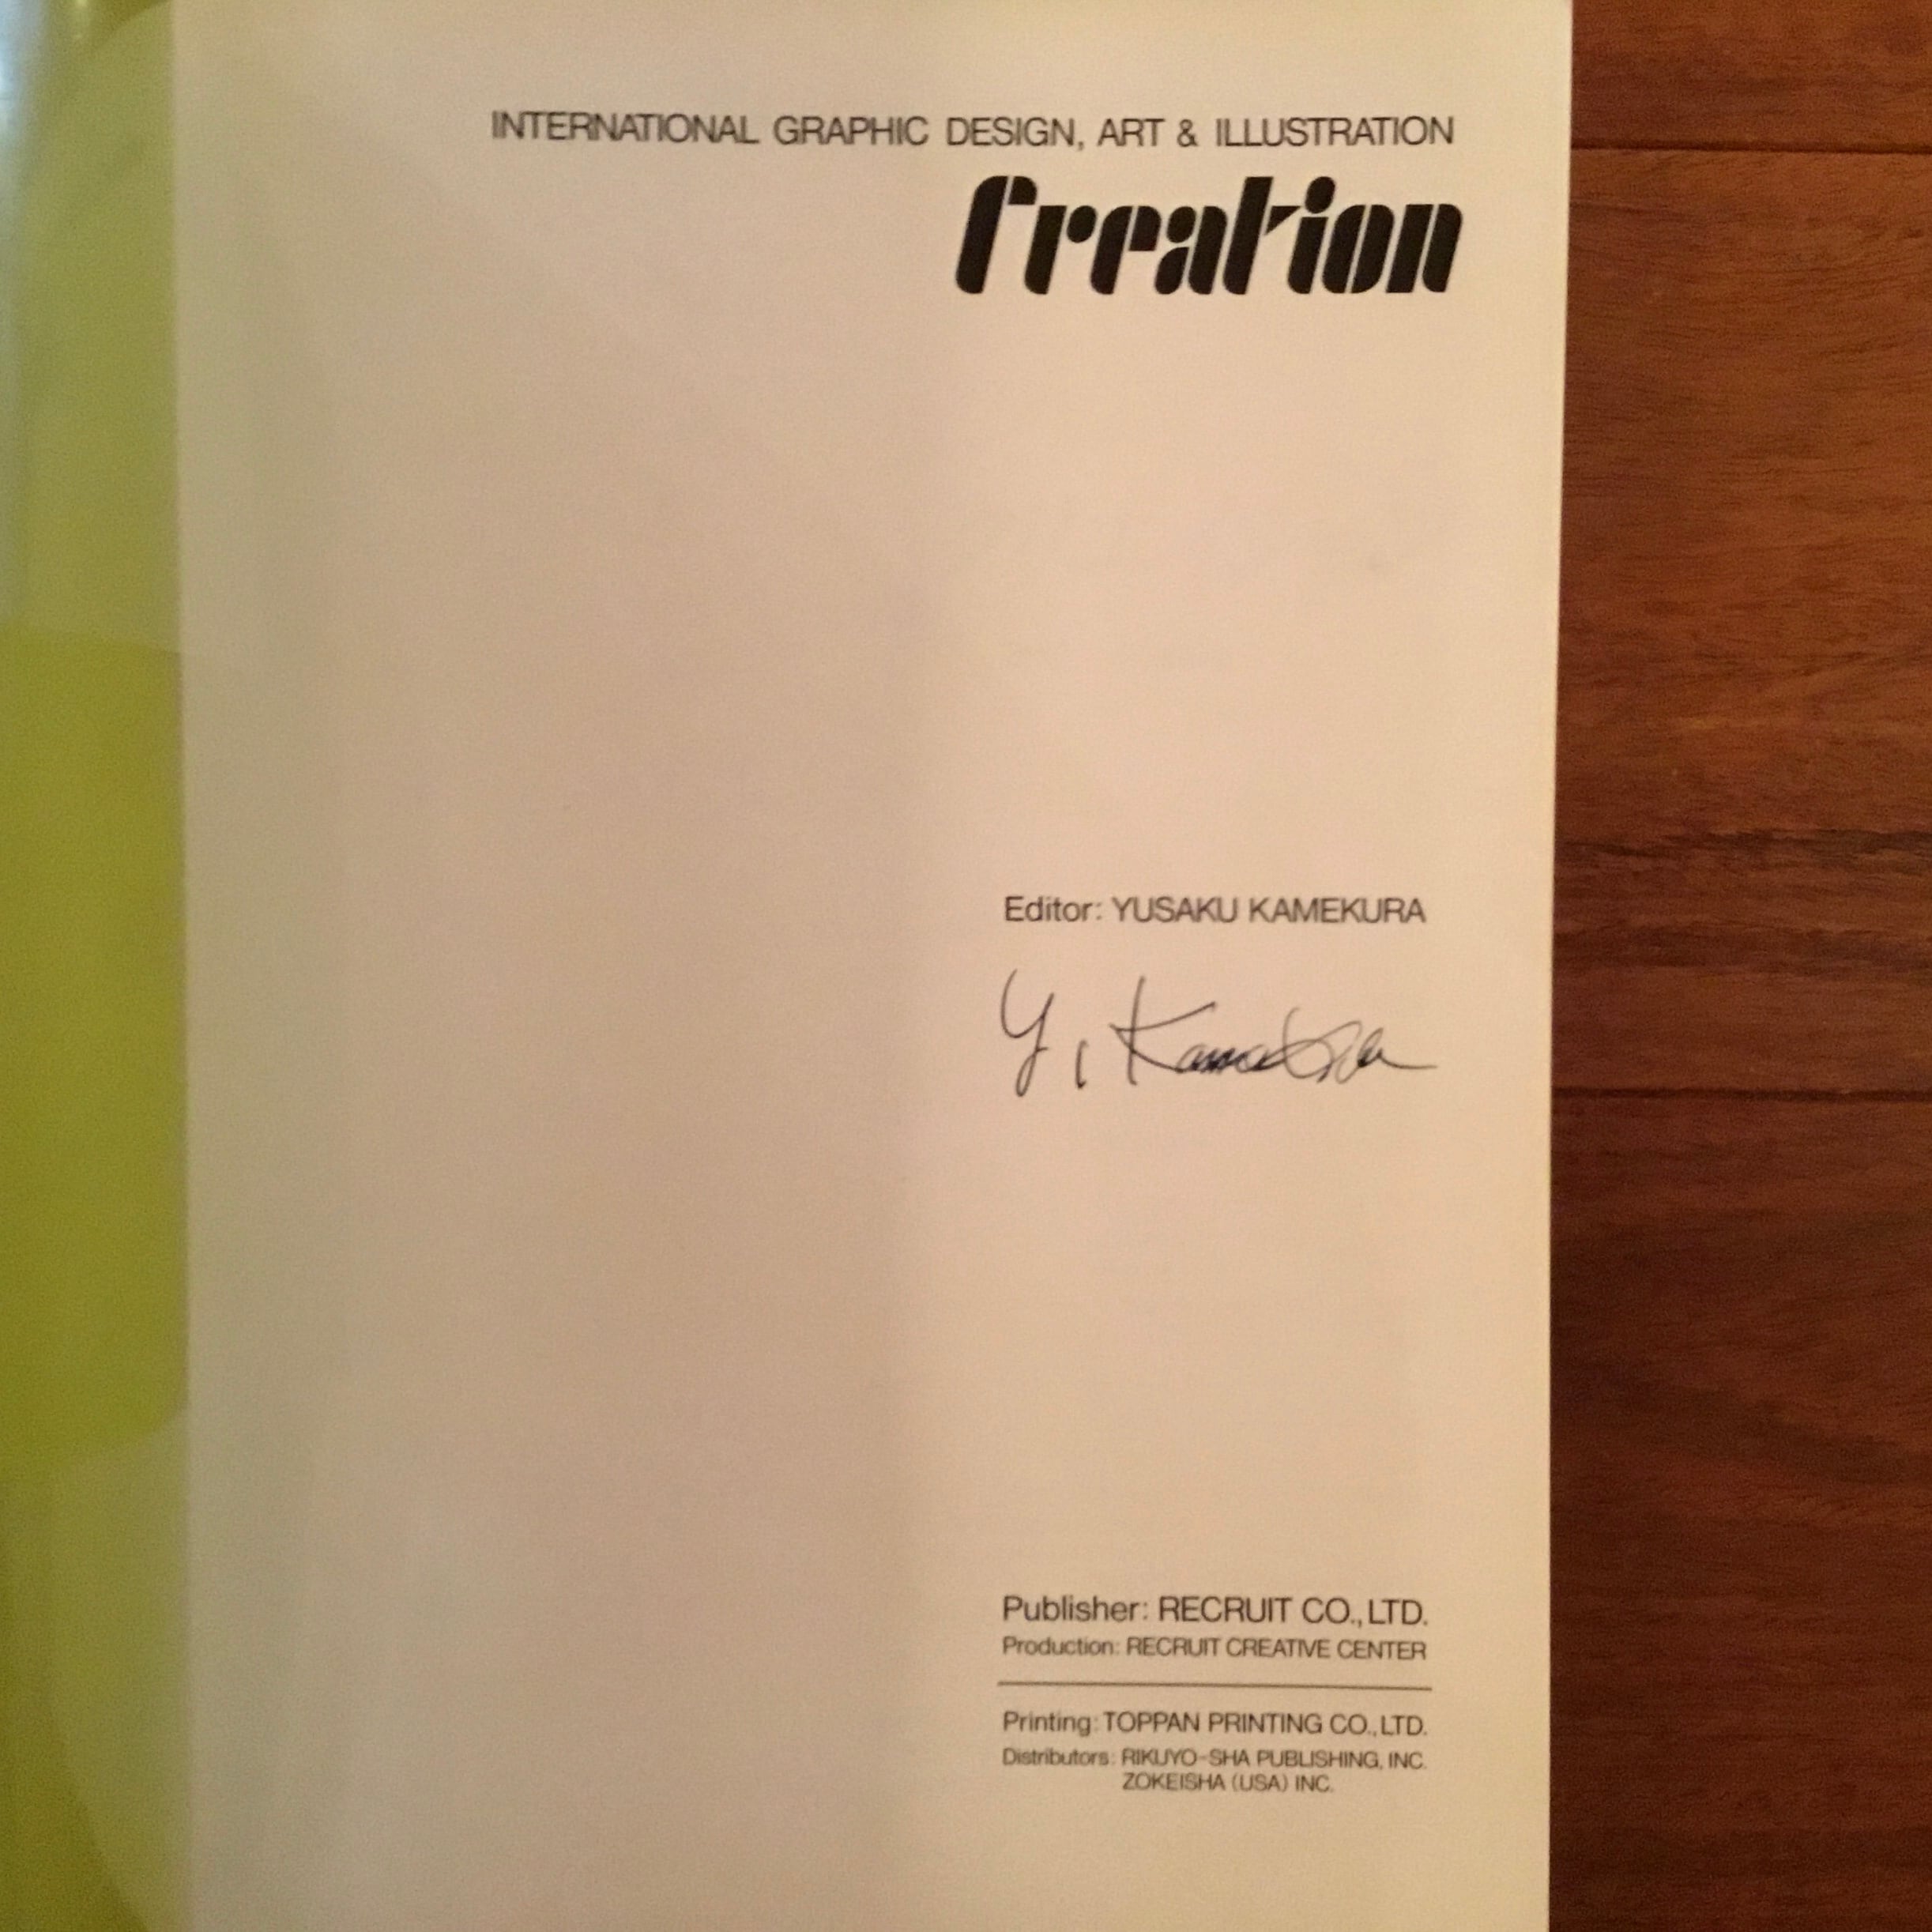 INTERNATIONAL GRAPHIC DESIGN, ART & ILLUSTRATION
Creation
Editor: YUSAKU KAMEKURA
Y. Kamekura
Publisher: RECRUIT CO., LTD.
Production: RECRUIT CREATIVE CENTER
Printing: TOPPAN PRINTING CO., LTD.
Distributors: RIKUYO-SHA PUBLISHING, INC.
ZOKEISHA (USA) INC.